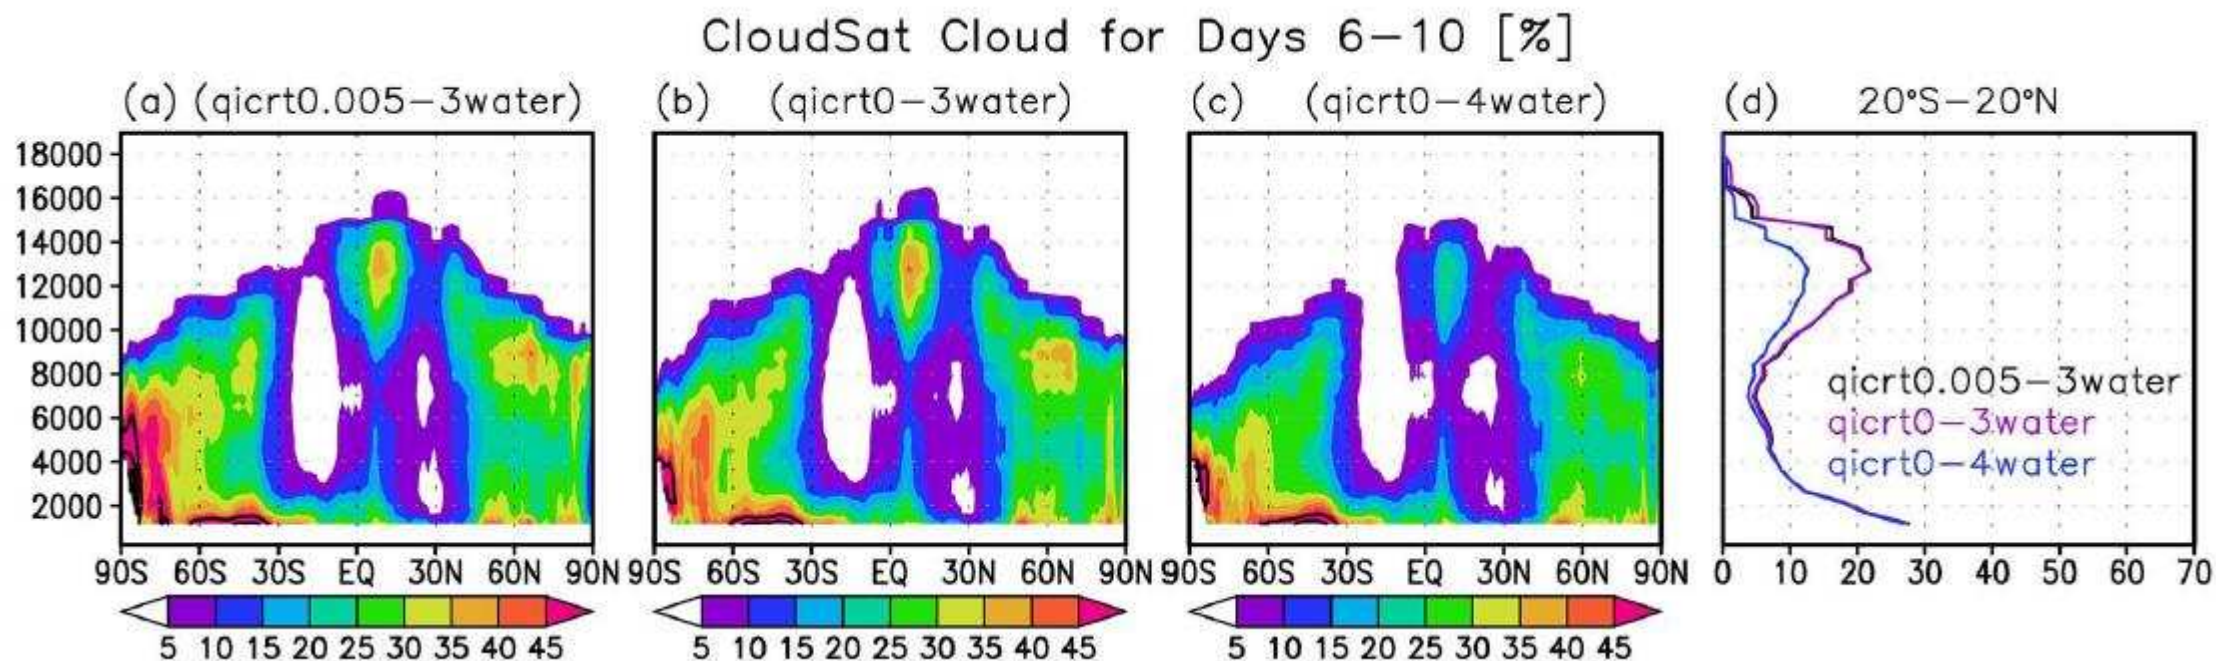 CloudSat Cloud for Days 6-10 [%]
(a) (qicrt0.005-3water)
(b) (qicrt0-3water)
(c) (qicrt0-4water)
(d) 20°S-20°N
18000
16000
14000
12000
10000
8000
6000
4000
2000
qicrt0.005-3water
qicrt0-3water
qicrt0-4water
90S 60S 30S EQ 30N 60N 90N
90S 60S 30S EQ 30N 60N 90N
90S 60S 30S EQ 30N 60N 90N
0 10 20 30 40 50 60 70
5 10 15 20 25 30 35 40 45
5 10 15 20 25 30 35 40 45
5 10 15 20 25 30 35 40 45